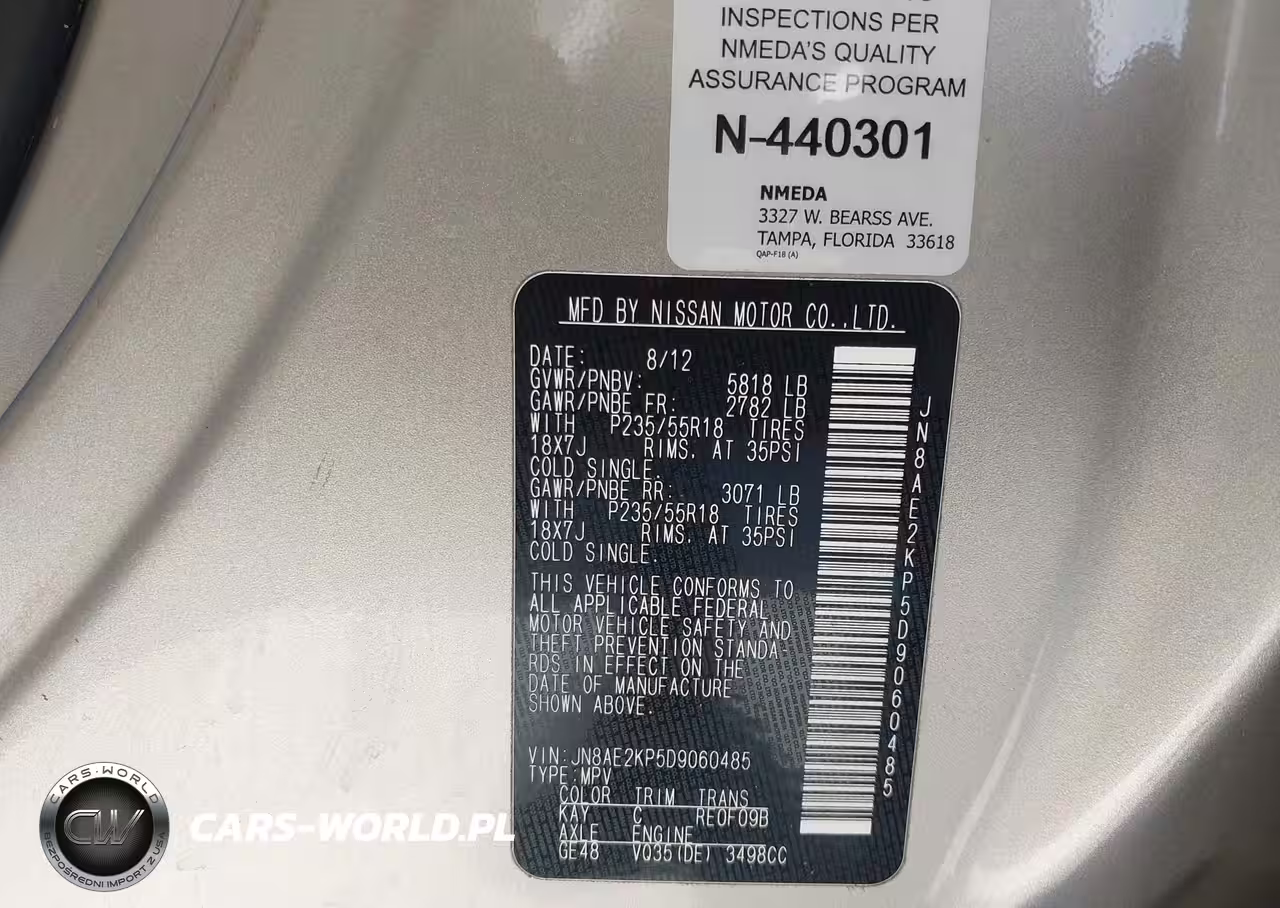 INSPECTIONS PER
NMEDA'S QUALITY
ASSURANCE PROGRAM
N-440301
NMEDA
3327 W. BEARSS AVE.
TAMPA, FLORIDA 33618
QAP-F18 (A)
MFD BY NISSAN MOTOR CO.,LTD.
DATE: 8/12
GVWR/PNBV: 5818 LB
GAWR/PNBE FR: 2782 LB
WITH P235/55R18 TIRES
18X7J RIMS, AT 35PSI
COLD SINGLE.
GAWR/PNBE RR: 3071 LB
WITH P235/55R18 TIRES
18X7J RIMS, AT 35PSI
COLD SINGLE.
THIS VEHICLE CONFORMS TO
ALL APPLICABLE FEDERAL
MOTOR VEHICLE SAFETY AND
THEFT PREVENTION STANDA-
RDS IN EFFECT ON THE
DATE OF MANUFACTURE
SHOWN ABOVE.
VIN:JN8AE2KP5D9060485
TYPE:MPV
COLOR TRIM TRANS
KAY C RE0F09B
AXLE ENGINE
GE48 VQ35(DE) 3498CC
JN8AE2KP5D9060485
CARS-WORLD
CW
BEZPOŚREDNI IMPORT Z USA
CARS-WORLD.PL